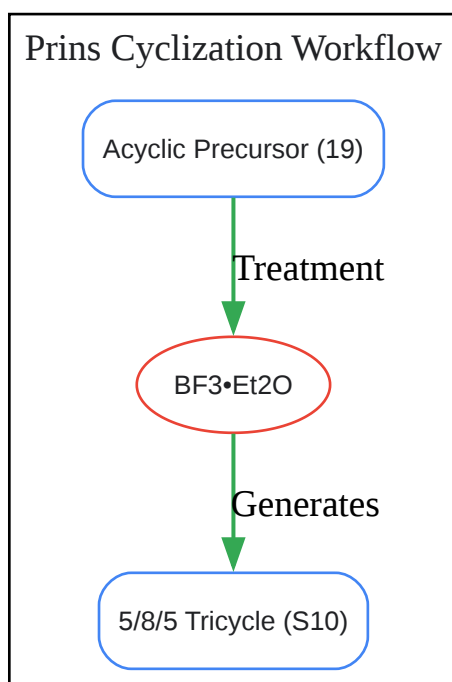 Prins Cyclization Workflow
Acyclic Precursor (19)
Treatment
BF3•Et2O
Generates
5/8/5 Tricycle (S10)